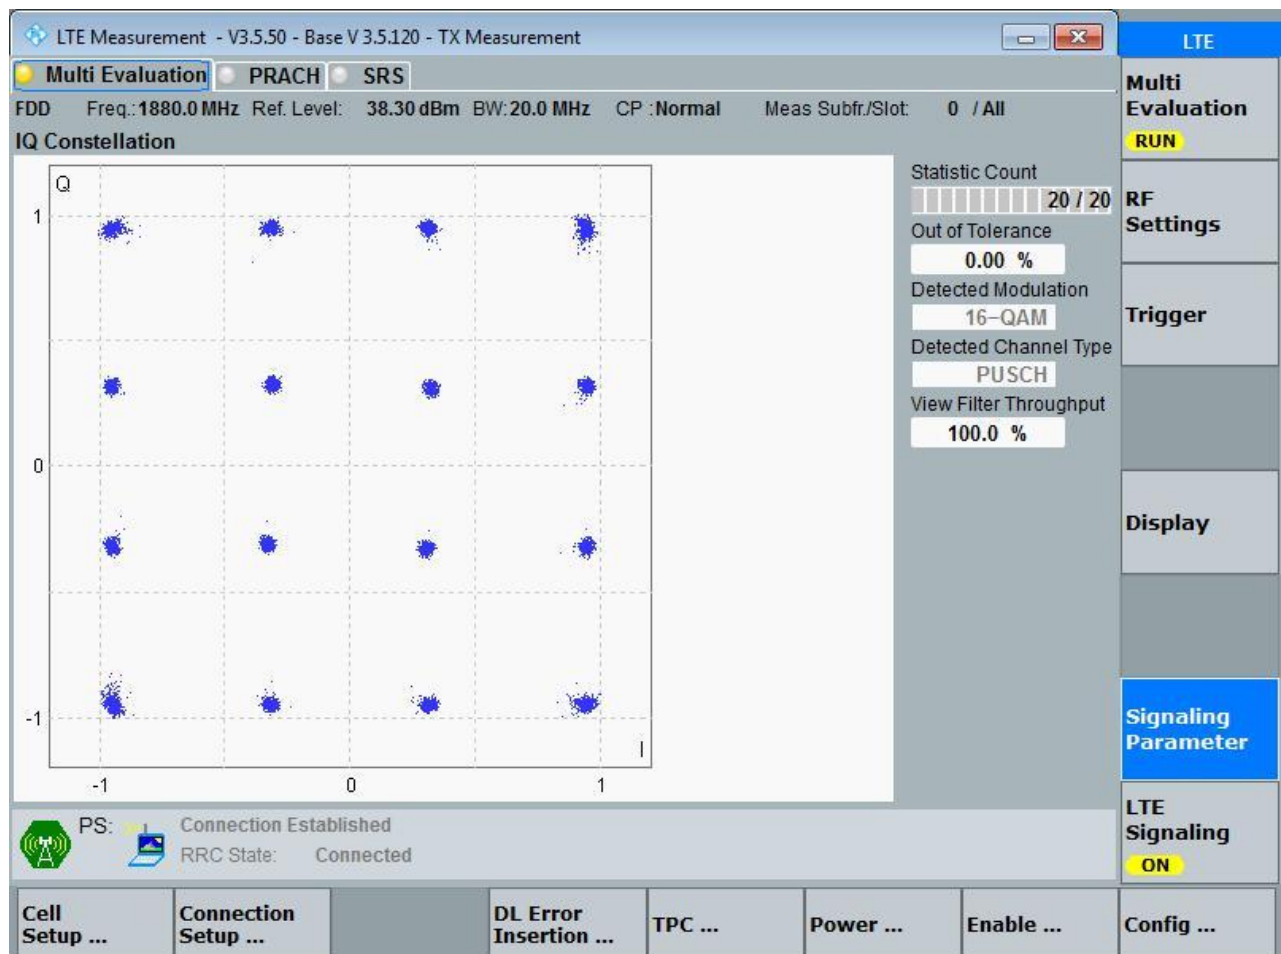 LTE Measurement - V3.5.50 - Base V 3.5.120 - TX Measurement
LTE
Multi Evaluation PRACH SRS
FDD Freq.: 1880.0 MHz Ref. Level: 38.30 dBm BW: 20.0 MHz CP : Normal Meas Subfr./Slot: 0 / All
IQ Constellation
Q
1
0
-1
I
-1 0 1
Statistic Count
20 / 20
Out of Tolerance
0.00 %
Detected Modulation
16-QAM
Detected Channel Type
PUSCH
View Filter Throughput
100.0 %
Multi
Evaluation
RUN
RF
Settings
Trigger
Display
Signaling
Parameter
LTE
Signaling
ON
PS: Connection Established
RRC State: Connected
Cell
Setup ...
Connection
Setup ...
DL Error
Insertion ...
TPC ...
Power ...
Enable ...
Config ...